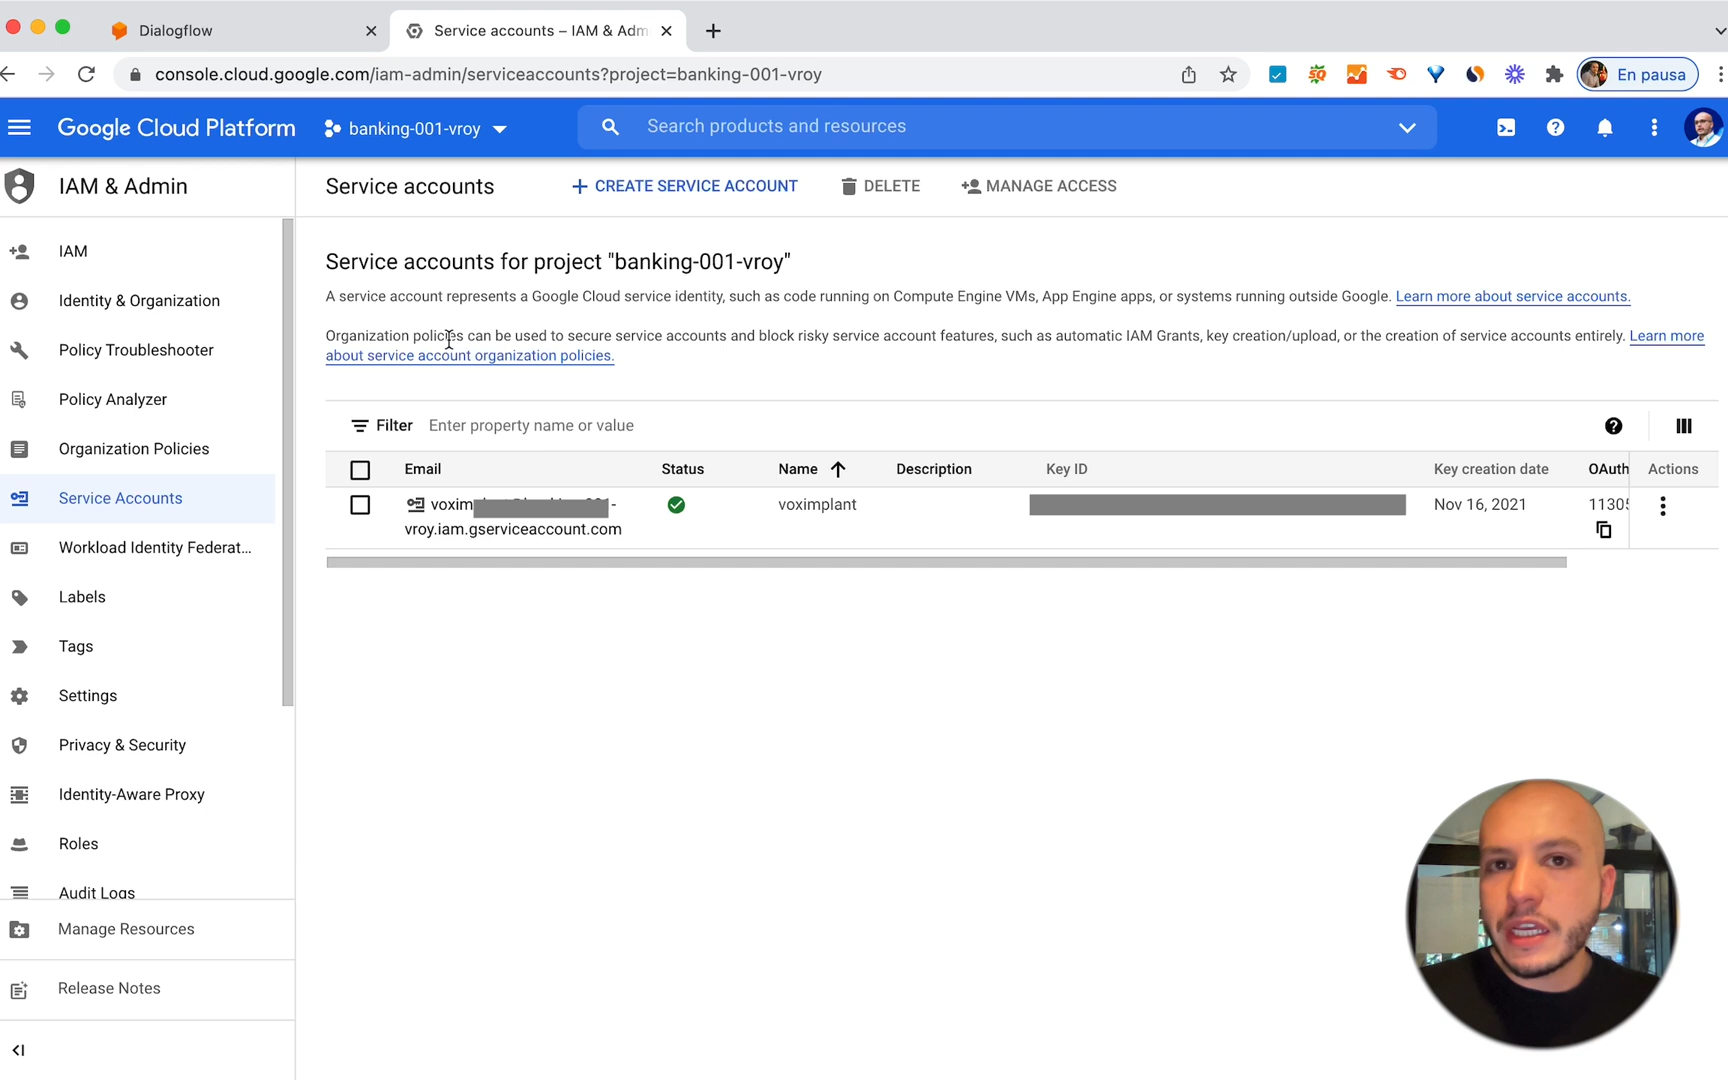 Dialogflow
Service accounts – IAM & Adm
console.cloud.google.com/iam-admin/serviceaccounts?project=banking-001-vroy
En pausa
Google Cloud Platform
banking-001-vroy
Search products and resources
IAM & Admin
Service accounts
CREATE SERVICE ACCOUNT
DELETE
MANAGE ACCESS
IAM
Identity & Organization
Policy Troubleshooter
Policy Analyzer
Organization Policies
Service Accounts
Workload Identity Federat...
Labels
Tags
Settings
Privacy & Security
Identity-Aware Proxy
Roles
Audit Logs
Manage Resources
Release Notes
Service accounts for project "banking-001-vroy"
A service account represents a Google Cloud service identity, such as code running on Compute Engine VMs, App Engine apps, or systems running outside Google. Learn more about service accounts.
Organization policies can be used to secure service accounts and block risky service account features, such as automatic IAM Grants, key creation/upload, or the creation of service accounts entirely. Learn more
about service account organization policies.
Filter Enter property name or value
Email Status Name Description Key ID Key creation date OAuth Actions
voxim - voximplant Nov 16, 2021 1130
vroy.iam.gserviceaccount.com